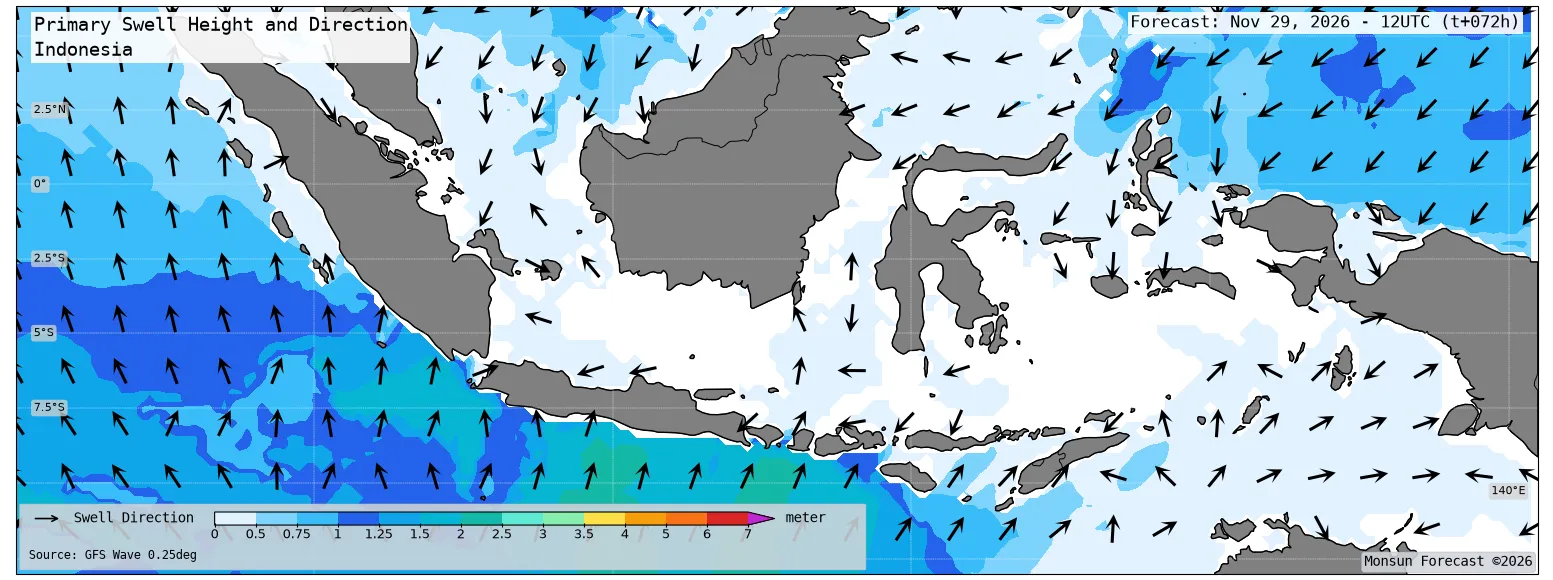 Primary Swell Height and Direction
Indonesia
Forecast: Nov 29, 2026 - 12UTC (t+072h)
2.5°N
0°
2.5°S
5°S
7.5°S
140°E
Swell Direction
0 0.5 0.75 1 1.25 1.5 2 2.5 3 3.5 4 5 6 7
meter
Source: GFS Wave 0.25deg
Monsun Forecast ©2026